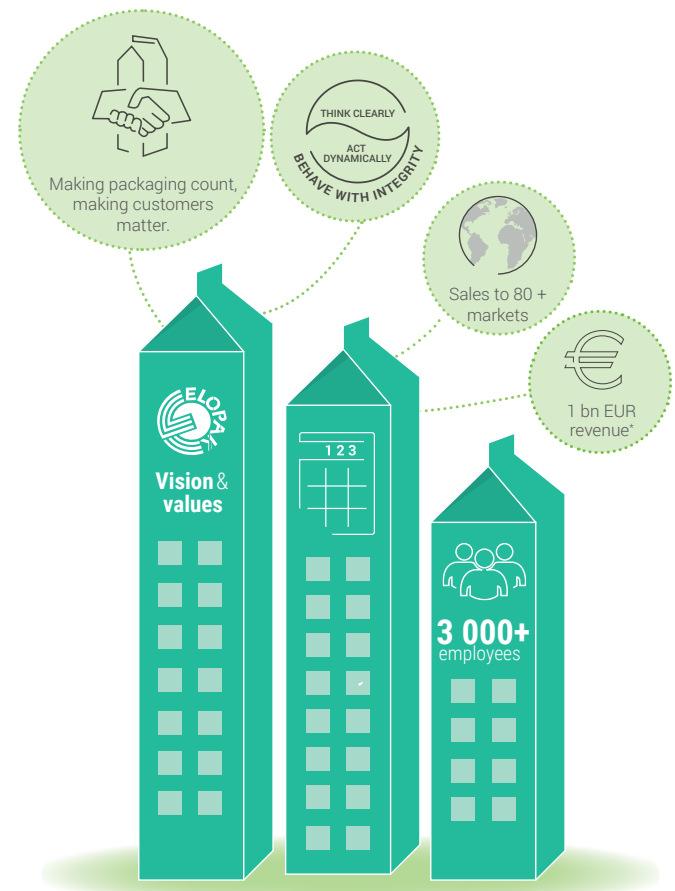 THINK CLEARLY
ACT
DYNAMICALLY
BEHAVE WITH INTEGRITY
Making packaging count,
making customers
matter.
Sales to 80 +
markets
1 bn EUR
revenue*
ELOPAK
Vision &
values
1 2 3
3 000+
employees